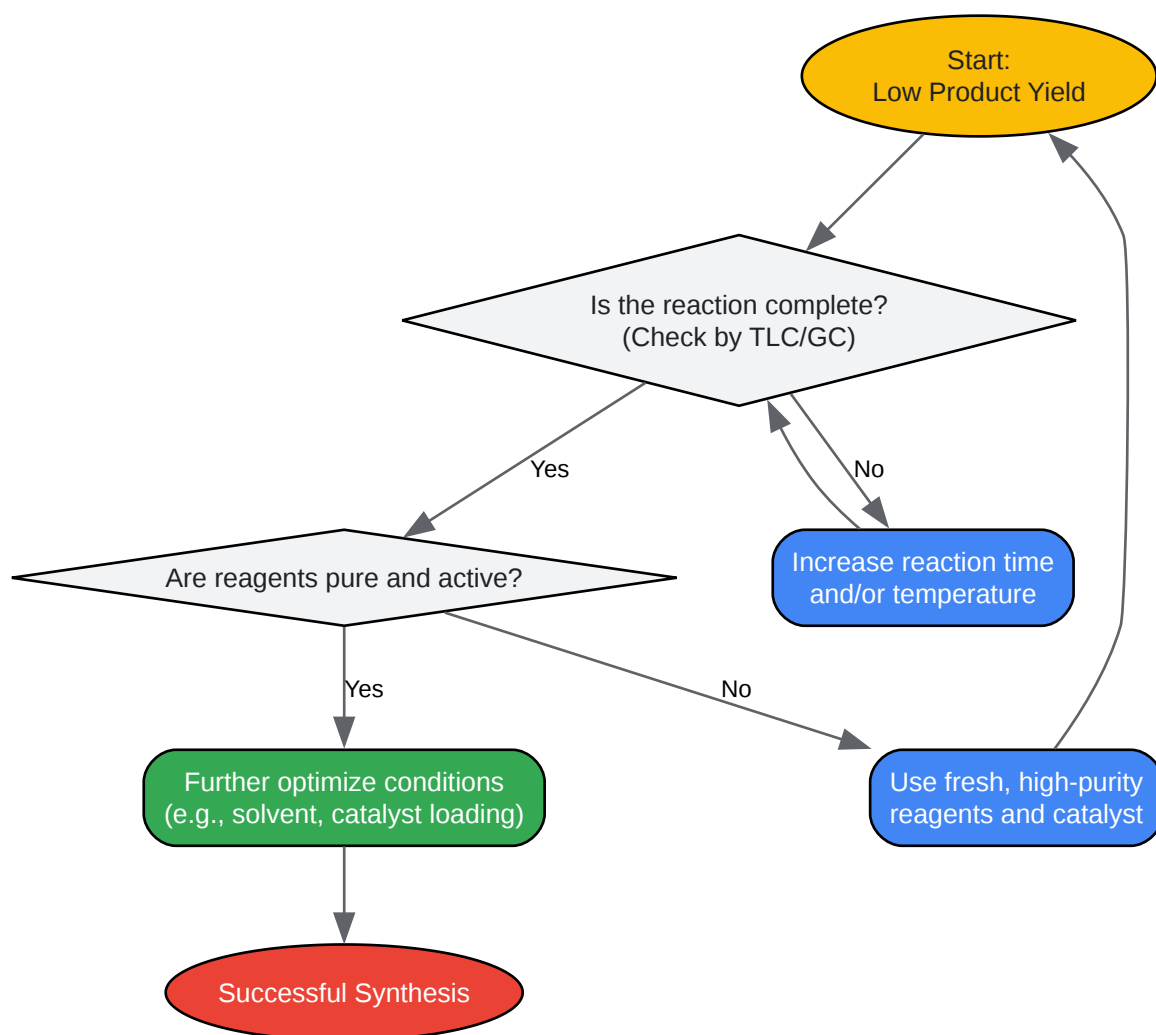 Start:
Low Product Yield
Is the reaction complete?
(Check by TLC/GC)
Yes
No
Increase reaction time
and/or temperature
Are reagents pure and active?
Yes
No
Further optimize conditions
(e.g., solvent, catalyst loading)
Use fresh, high-purity
reagents and catalyst
Successful Synthesis